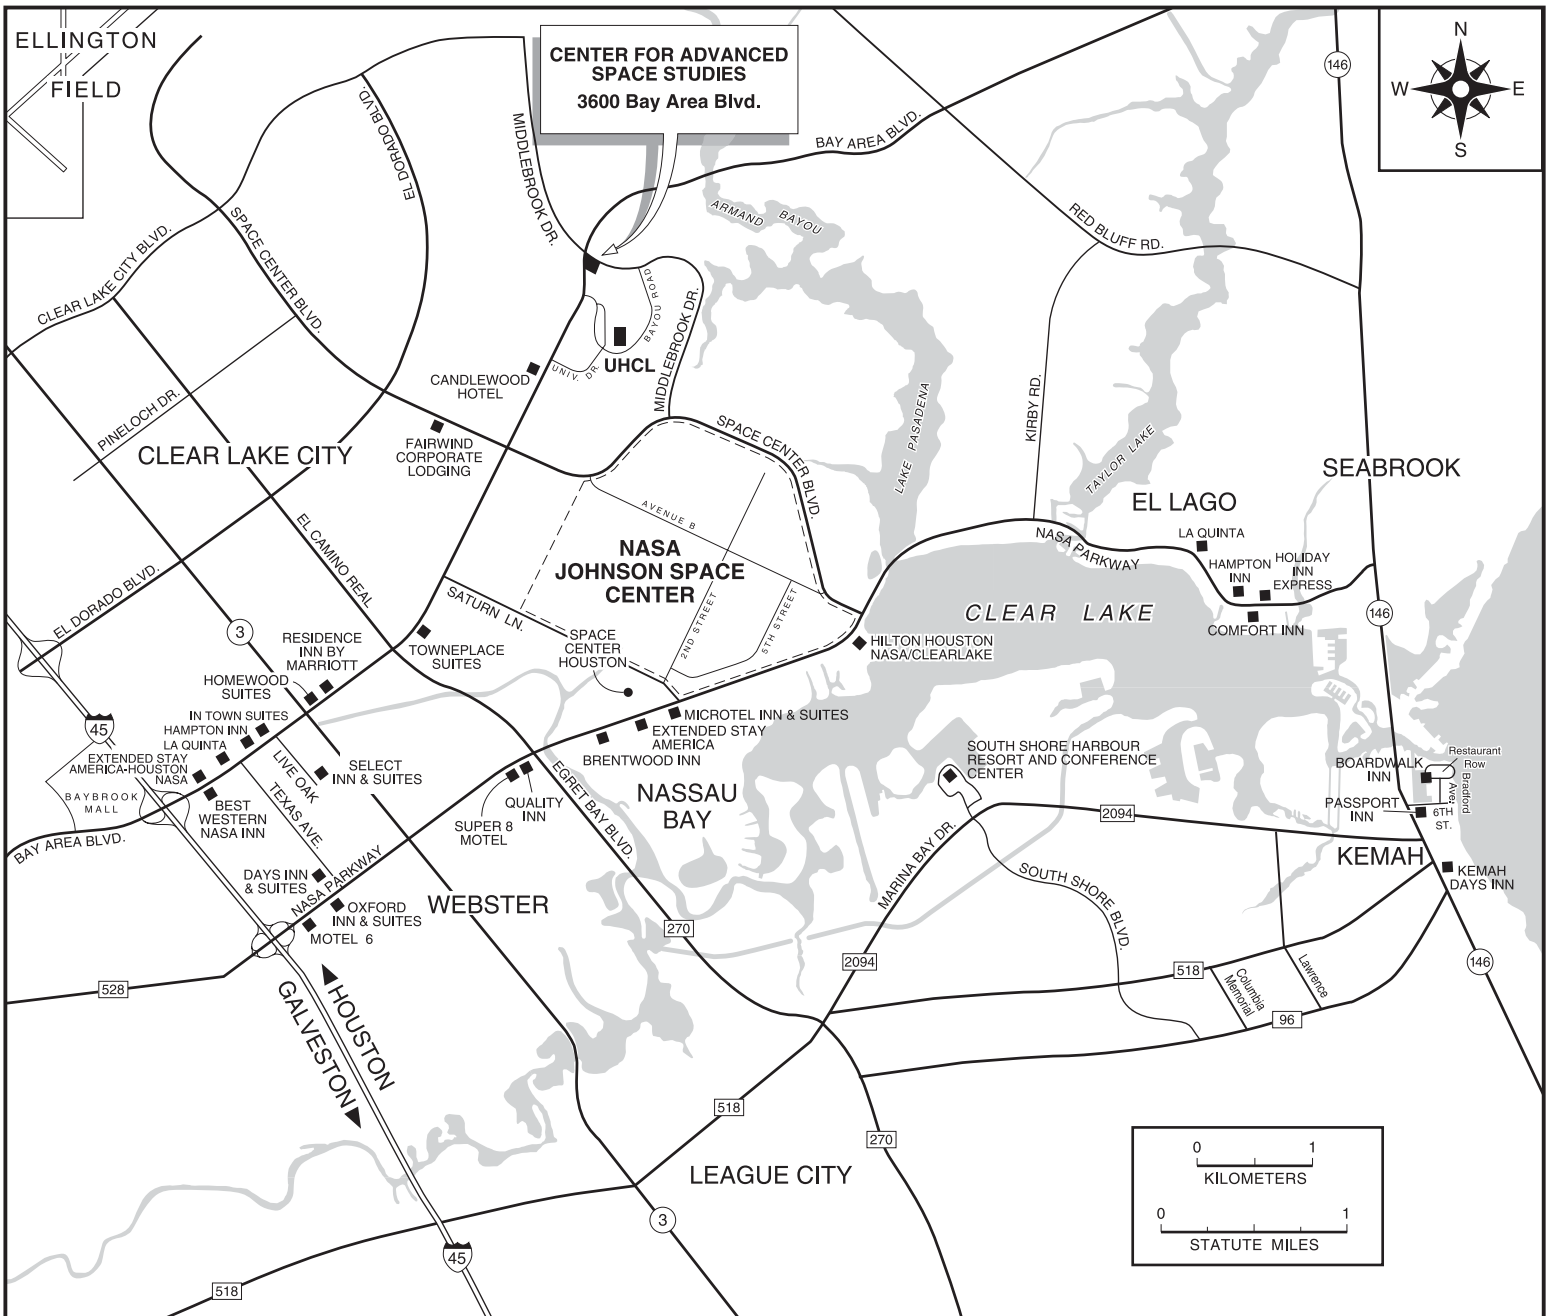 ELLINGTON
FIELD
CENTER FOR ADVANCED
SPACE STUDIES
3600 Bay Area Blvd.
146
N
W
E
S
EL DORADO BLVD.
MIDDLEBROOK DR.
BAY AREA BLVD.
ARMAND BAYOU
RED BLUFF RD.
CLEAR LAKE CITY BLVD.
SPACE CENTER BLVD.
BAYOU ROAD
MIDDLEBROOK DR.
UHCL
UNIV. DR.
CANDLEWOOD
HOTEL
PINELOCH DR.
CLEAR LAKE CITY
FAIRWIND
CORPORATE
LODGING
SPACE CENTER BLVD.
LAKE PASADENA
KIRBY RD.
TAYLOR LAKE
SEABROOK
EL LAGO
LA QUINTA
HAMPTON
INN
HOLIDAY
INN
EXPRESS
COMFORT INN
NASA PARKWAY
AVENUE B
NASA
JOHNSON SPACE
CENTER
2ND STREET
5TH STREET
CLEAR LAKE
146
EL CAMINO REAL
EL DORADO BLVD.
SATURN LN.
3
RESIDENCE
INN BY
MARRIOTT
TOWNEPLACE
SUITES
SPACE
CENTER
HOUSTON
HILTON HOUSTON
NASA/CLEARLAKE
HOMEWOOD
SUITES
IN TOWN SUITES
HAMPTON INN
LA QUINTA
EXTENDED STAY
AMERICA-HOUSTON
NASA
45
BAYBROOK
MALL
BEST
WESTERN
NASA INN
LIVE OAK
TEXAS AVE.
SELECT
INN & SUITES
MICROTEL INN & SUITES
EXTENDED STAY
AMERICA
BRENTWOOD INN
QUALITY
INN
SUPER 8
MOTEL
EGRET BAY BLVD.
NASSAU
BAY
SOUTH SHORE HARBOUR
RESORT AND CONFERENCE
CENTER
BOARDWALK
INN
Restaurant
Row
Bradford
Ave.
PASSPORT
INN
6TH
ST.
2094
KEMAH
KEMAH
DAYS INN
BAY AREA BLVD.
DAYS INN
& SUITES
NASA PARKWAY
OXFORD
INN & SUITES
MOTEL 6
WEBSTER
MARINA BAY DR.
SOUTH SHORE BLVD.
270
2094
518
Columbia
Memorial
Lawrence
96
146
528
HOUSTON
GALVESTON
518
270
LEAGUE CITY
3
45
518
0 1
KILOMETERS
0 1
STATUTE MILES